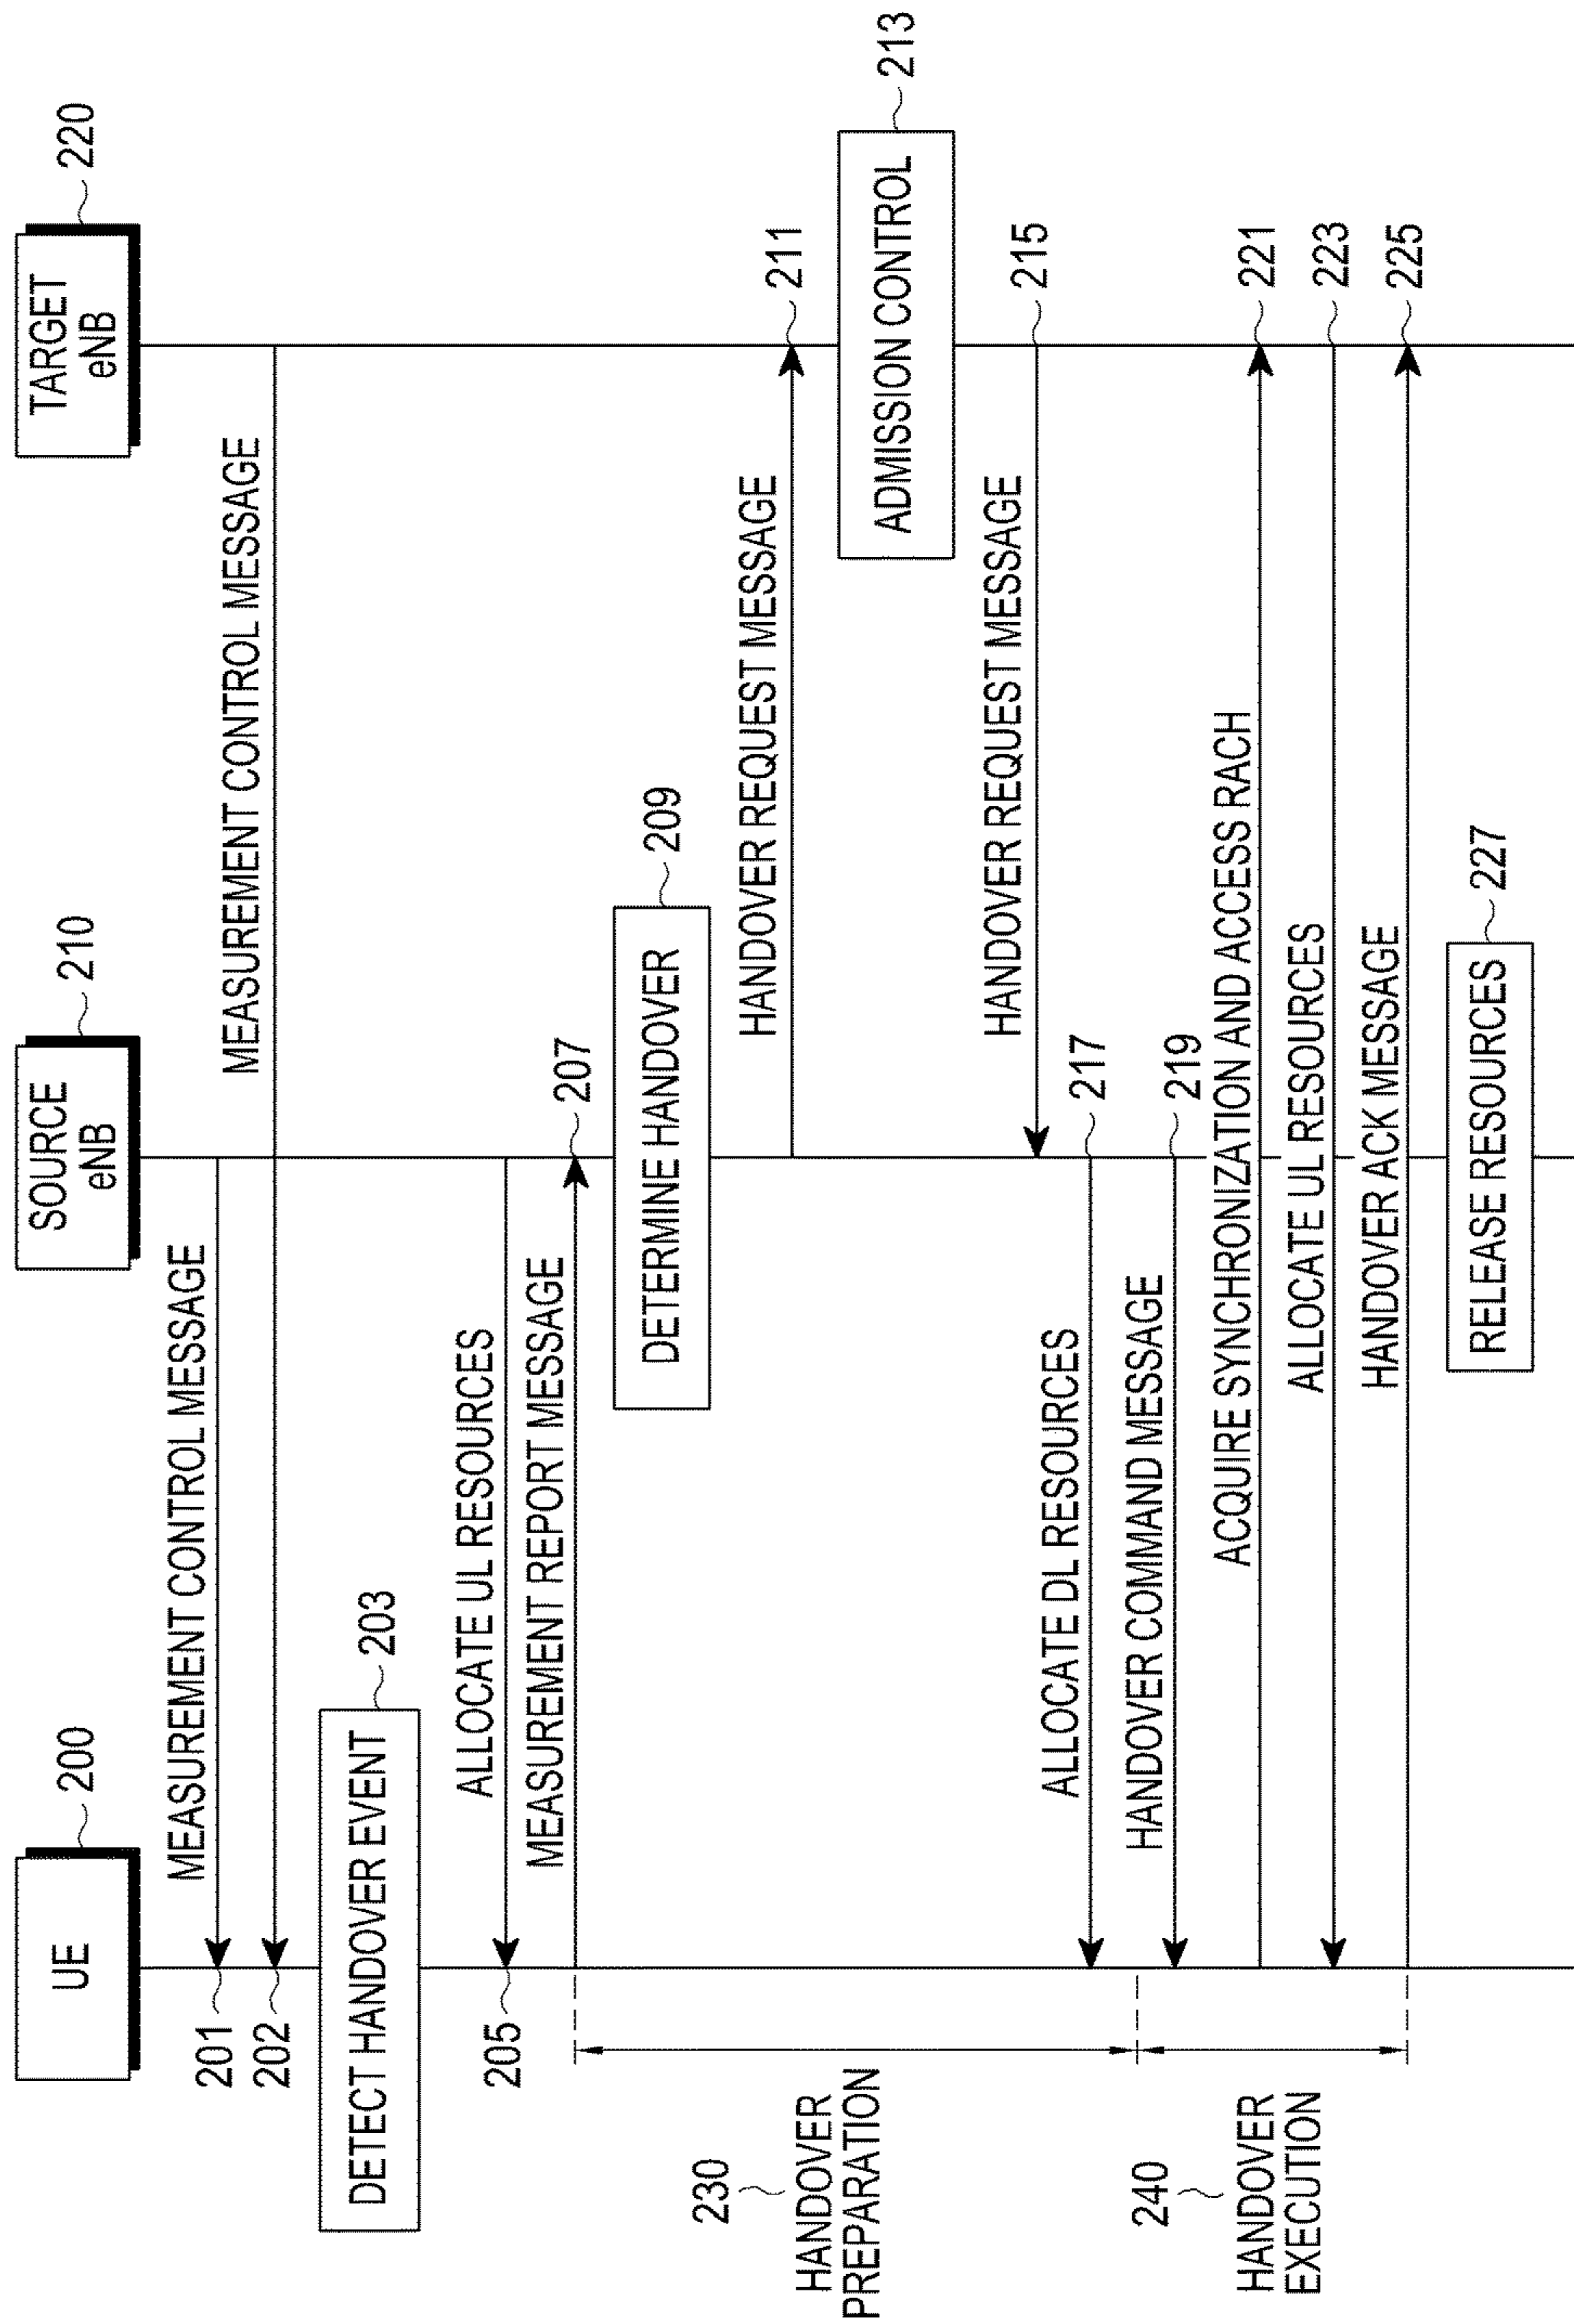 UE
200
SOURCE
eNB
210
TARGET
eNB
220
MEASUREMENT CONTROL MESSAGE
201
MEASUREMENT CONTROL MESSAGE
202
DETECT HANDOVER EVENT
203
ALLOCATE UL RESOURCES
205
MEASUREMENT REPORT MESSAGE
207
DETERMINE HANDOVER
209
230
HANDOVER
PREPARATION
HANDOVER REQUEST MESSAGE
211
ADMISSION CONTROL
213
HANDOVER REQUEST MESSAGE
215
ALLOCATE DL RESOURCES
217
HANDOVER COMMAND MESSAGE
219
240
HANDOVER
EXECUTION
ACQUIRE SYNCHRONIZATION AND ACCESS RACH
221
ALLOCATE UL RESOURCES
223
HANDOVER ACK MESSAGE
225
RELEASE RESOURCES
227